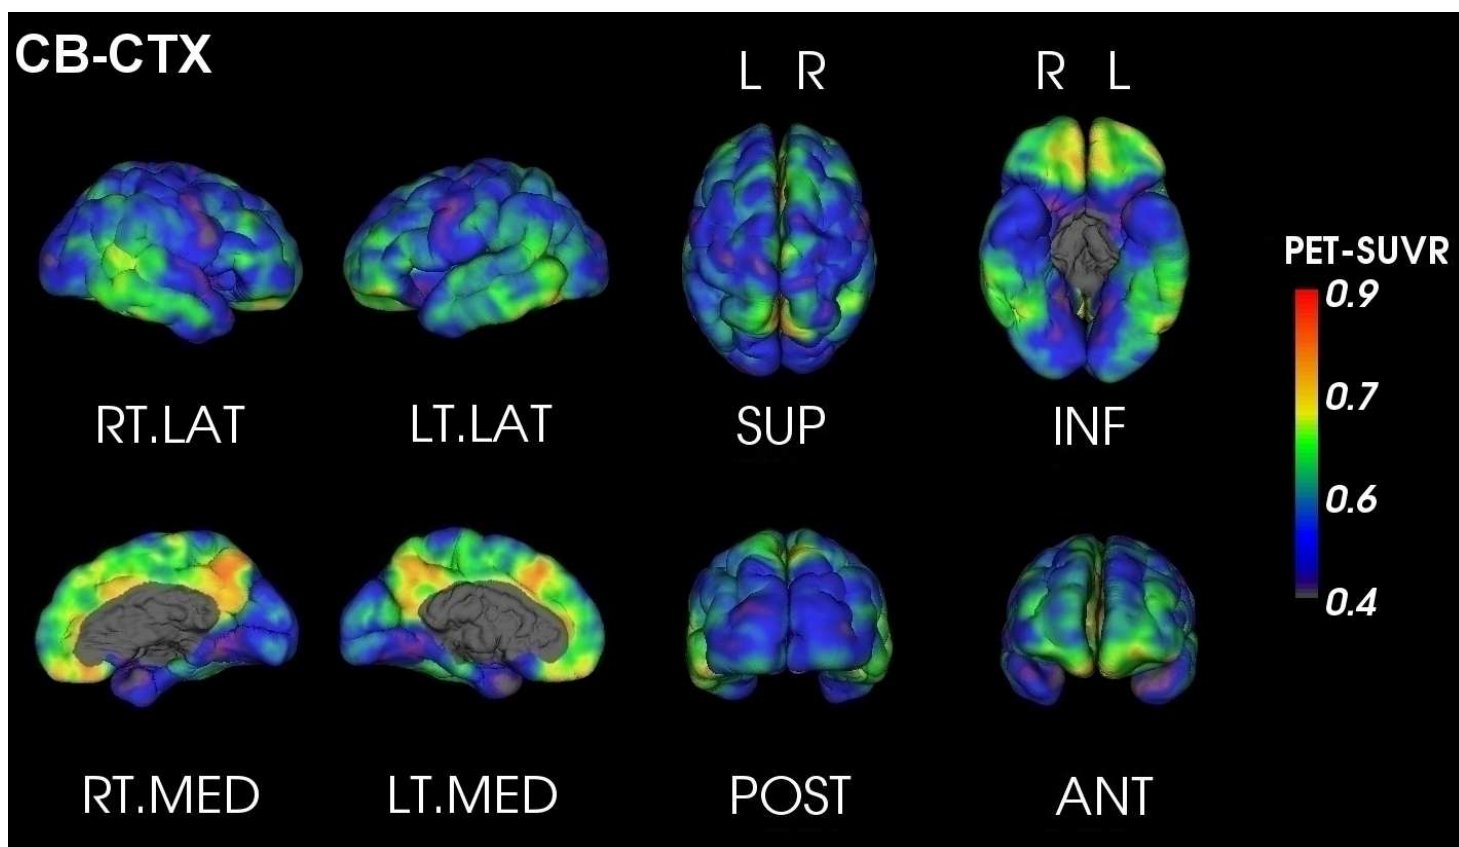 CB-CTX
L R
R L
RT.LAT
LT.LAT
SUP
INF
PET-SUVR
0.9
0.7
0.6
0.4
RT.MED
LT.MED
POST
ANT